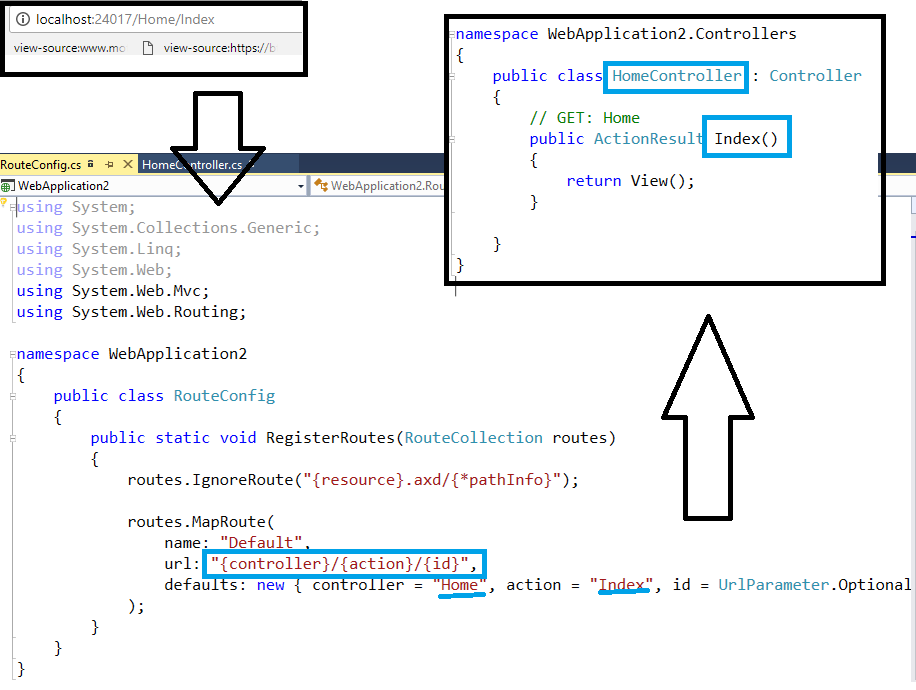 localhost:24017/Home/Index
view-source:www.mo view-source:https://b
RouteConfig.cs HomeController.cs
WebApplication2 WebApplication2.Rou
using System;
using System.Collections.Generic;
using System.Linq;
using System.Web;
using System.Web.Mvc;
using System.Web.Routing;
namespace WebApplication2
{
public class RouteConfig
{
public static void RegisterRoutes(RouteCollection routes)
{
routes.IgnoreRoute("{resource}.axd/{*pathInfo}");
routes.MapRoute(
name: "Default",
url: "{controller}/{action}/{id}",
defaults: new { controller = "Home", action = "Index", id = UrlParameter.Optional
);
}
}
}
namespace WebApplication2.Controllers
{
public class HomeController : Controller
{
// GET: Home
public ActionResult Index()
{
return View();
}
}
}